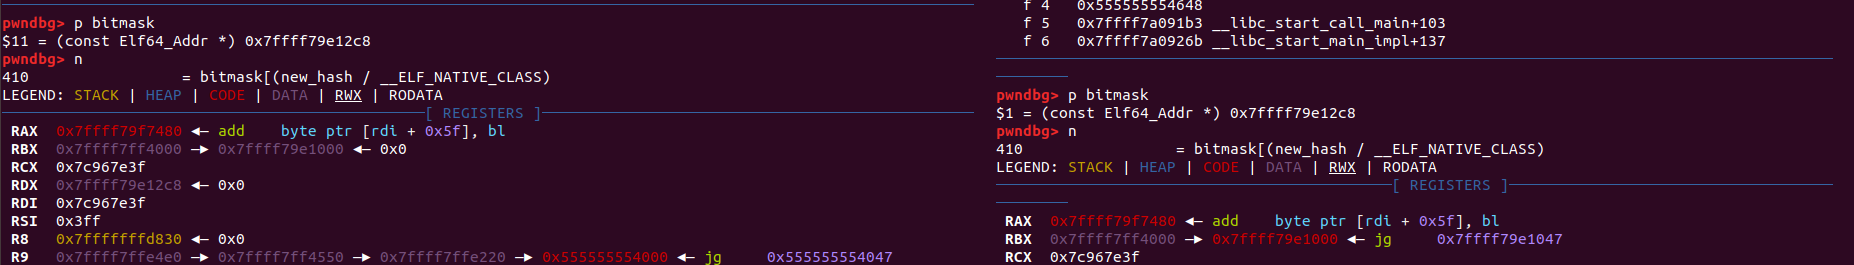 pwndbg> p bitmask
$11 = (const Elf64_Addr *) 0x7ffff79e12c8
pwndbg> n
410                 = bitmask[(new_hash / __ELF_NATIVE_CLASS)
LEGEND: STACK | HEAP | CODE | DATA | RWX | RODATA
[ REGISTERS ]
RAX  0x7ffff79f7480 ◂— add    byte ptr [rdi + 0x5f], bl
RBX  0x7ffff7ff4000 —▸ 0x7ffff79e1000 ◂— 0x0
RCX  0x7c967e3f
RDX  0x7ffff79e12c8 ◂— 0x0
RDI  0x7c967e3f
RSI  0x3ff
R8   0x7fffffffd830 ◂— 0x0
R9   0x7ffff7ffe4e0 —▸ 0x7ffff7ff4550 —▸ 0x7ffff7ffe220 —▸ 0x555555554000 ◂— jg     0x555555554047
f 4   0x555555554648
f 5   0x7ffff7a091b3 __libc_start_call_main+103
f 6   0x7ffff7a0926b __libc_start_main_impl+137
pwndbg> p bitmask
$1 = (const Elf64_Addr *) 0x7ffff79e12c8
pwndbg> n
410                 = bitmask[(new_hash / __ELF_NATIVE_CLASS)
LEGEND: STACK | HEAP | CODE | DATA | RWX | RODATA
[ REGISTERS ]
RAX  0x7ffff79f7480 ◂— add    byte ptr [rdi + 0x5f], bl
RBX  0x7ffff7ff4000 —▸ 0x7ffff79e1000 ◂— jg     0x7ffff79e1047
RCX  0x7c967e3f